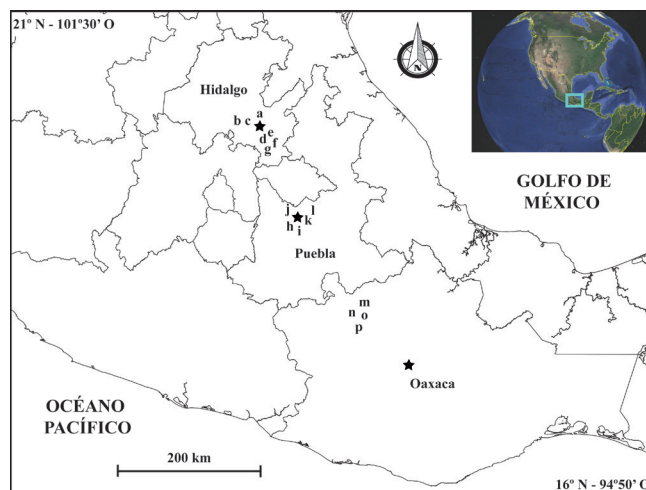 21º N - 101º30' O
N
Hidalgo
a
b c
e
d f
g
GOLFO DE
MÉXICO
j l
h k
i
Puebla
m
n o
p
Oaxaca
OCÉANO
PACÍFICO
200 km
16º N - 94º50' O